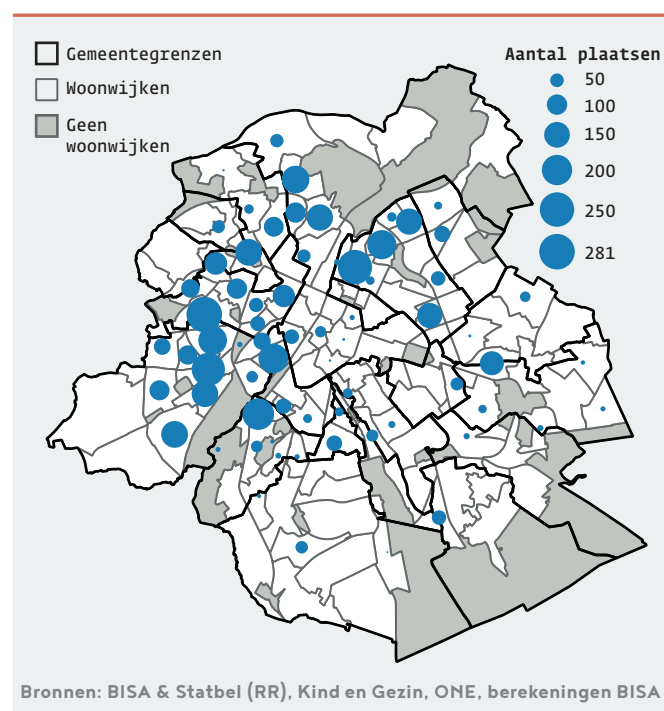 Gemeentegrenzen
Woonwijken
Geen
woonwijken
Aantal plaatsen
50
100
150
200
250
281
Bronnen: BISA & Statbel (RR), Kind en Gezin, ONE, berekeningen BISA